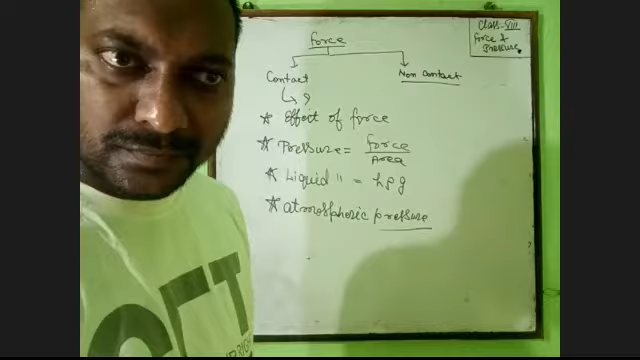 Class-VIII
Force &
Pressure
force
Contact
Non Contact
Effect of force
Pressure = force / Area
Liquid " = hρg
atmospheric pressure